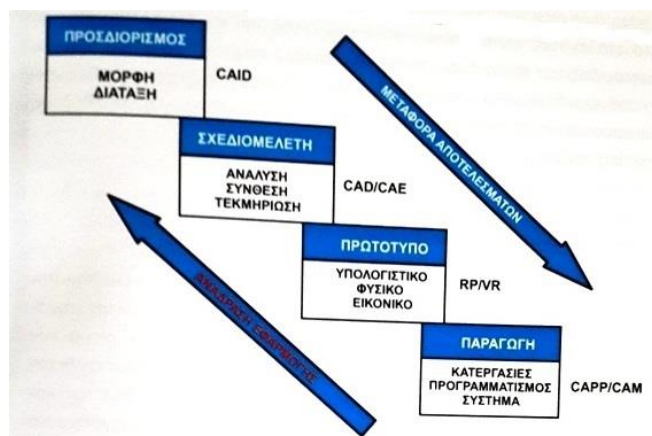 ΠΡΟΣΔΙΟΡΙΣΜΟΣ
ΜΟΡΦΗ
ΔΙΑΤΑΞΗ
CAID
ΜΕΤΑΦΟΡΑ ΑΠΟΤΕΛΕΣΜΑΤΩΝ
ΣΧΕΔΙΟΜΕΛΕΤΗ
ΑΝΑΛΥΣΗ
ΣΥΝΘΕΣΗ
ΤΕΚΜΗΡΙΩΣΗ
CAD/CAE
ΠΡΩΤΟΤΥΠΟ
ΥΠΟΛΟΓΙΣΤΙΚΟ
ΦΥΣΙΚΟ
ΕΙΚΟΝΙΚΟ
RP/VR
ΑΝΑΔΡΑΣΗ ΕΦΑΡΜΟΓΗΣ
ΠΑΡΑΓΩΓΗ
ΚΑΤΕΡΓΑΣΙΕΣ
ΠΡΟΓΡΑΜΜΑΤΙΣΜΟΣ
ΣΥΣΤΗΜΑ
CAPP/CAM